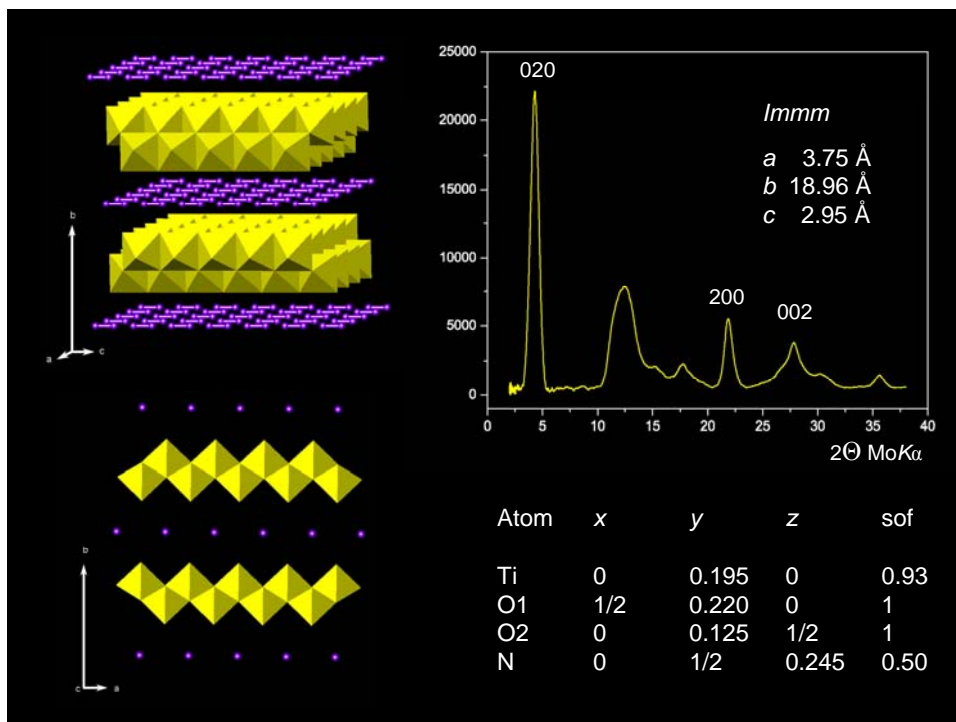 25000
20000
15000
10000
5000
0
020
200
002
Immm
a 3.75 Å
b 18.96 Å
c 2.95 Å
0 5 10 15 20 25 30 35 40
2Θ MoKα
b
a
c
b
c
a
Atom x y z sof
Ti 0 0.195 0 0.93
O1 1/2 0.220 0 1
O2 0 0.125 1/2 1
N 0 1/2 0.245 0.50